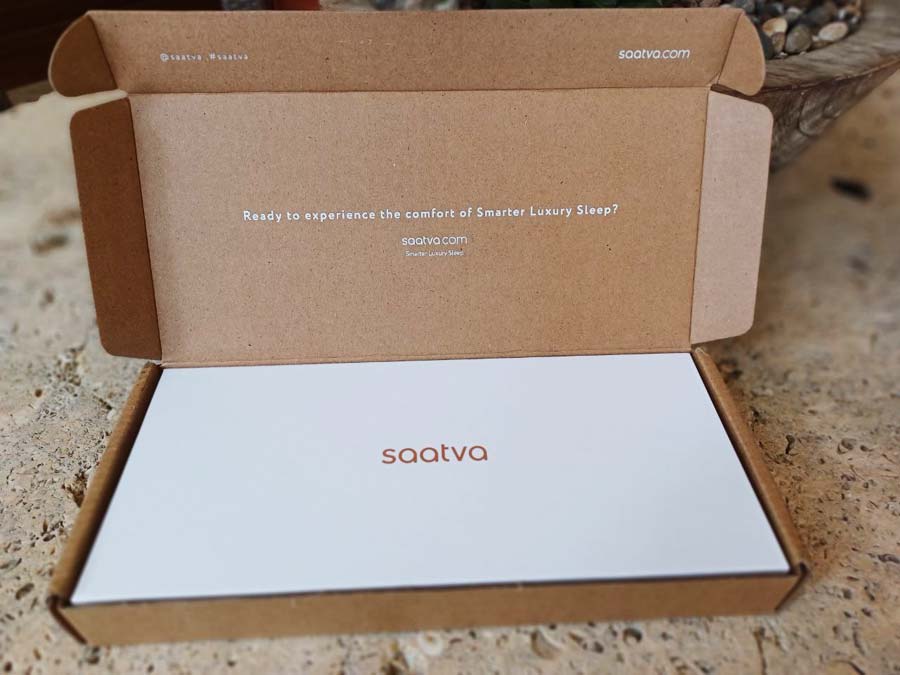 @saatva #saatva
saatva.com
Ready to experience the comfort of Smarter Luxury Sleep?
saatva.com
Smarter Luxury Sleep
saatva